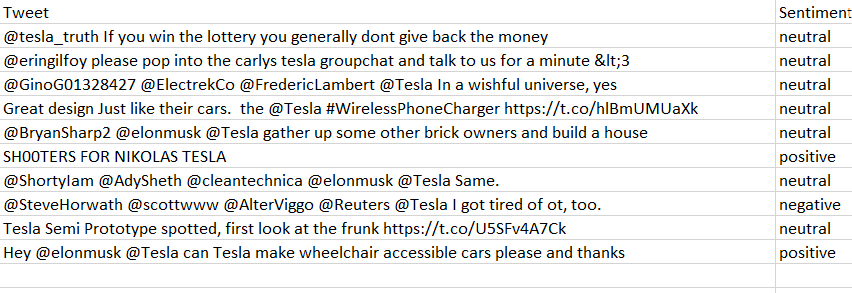 Tweet Sentiment
@tesla_truth If you win the lottery you generally dont give back the money neutral
@eringilfoy please pop into the carlys tesla groupchat and talk to us for a minute &lt;3 neutral
@GinoG01328427 @ElectrekCo @FredericLambert @Tesla In a wishful universe, yes neutral
Great design Just like their cars.  the @Tesla #WirelessPhoneCharger https://t.co/hlBmUMUaXk neutral
@BryanSharp2 @elonmusk @Tesla gather up some other brick owners and build a house neutral
SH00TERS FOR NIKOLAS TESLA positive
@ShortyIam @AdySheth @cleantechnica @elonmusk @Tesla Same. neutral
@SteveHorwath @scottwww @AlterViggo @Reuters @Tesla I got tired of ot, too. negative
Tesla Semi Prototype spotted, first look at the frunk https://t.co/U5SFv4A7Ck neutral
Hey @elonmusk @Tesla can Tesla make wheelchair accessible cars please and thanks positive